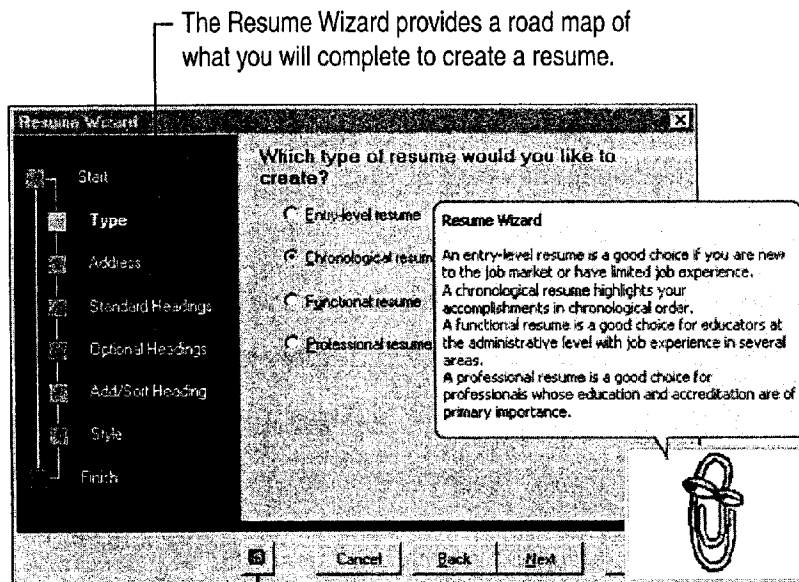 The Resume Wizard provides a road map of
what you will complete to create a resume.
Resume Wizard
Start
Type
Address
Standard Headings
Optional Headings
Add/Sort Heading
Style
Finish
Which type of resume would you like to
create?
Entry-level resume
Chronological resum
Functional resume
Professional resume
Resume Wizard
An entry-level resume is a good choice if you are new
to the job market or have limited job experience.
A chronological resume highlights your
accomplishments in chronological order.
A functional resume is a good choice for educators at
the administrative level with job experience in several
areas.
A professional resume is a good choice for
professionals whose education and accreditation are of
primary importance.
Cancel
Back
Next